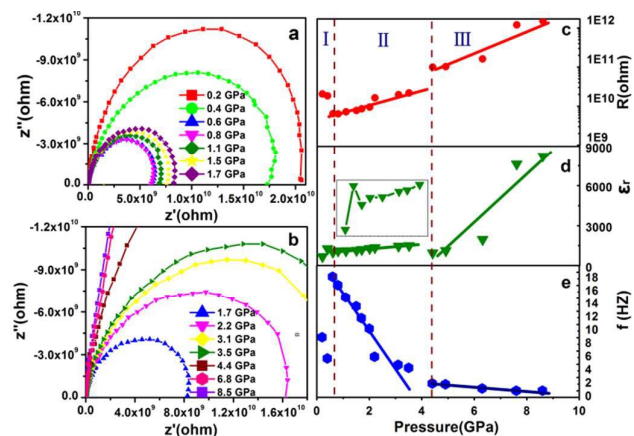 -1.2x10¹⁰
-9.0x10⁹
-6.0x10⁹
-3.0x10⁹
0.0
z''(ohm)
a
0.2 GPa
0.4 GPa
0.6 GPa
0.8 GPa
1.1 GPa
1.5 GPa
1.7 GPa
0.0 5.0x10⁹ 1.0x10¹⁰ 1.5x10¹⁰ 2.0x10¹⁰
z'(ohm)
-1.2x10¹⁰
-9.0x10⁹
-6.0x10⁹
-3.0x10⁹
0.0
z''(ohm)
b
1.7 GPa
2.2 GPa
3.1 GPa
3.5 GPa
4.4 GPa
6.8 GPa
8.5 GPa
0.0 4.0x10⁹ 8.0x10⁹ 1.2x10¹⁰ 1.6x10¹⁰
z'(ohm)
I II III
c
1E12
1E11
1E10
1E9
R(ohm)
d
9000
6000
3000
0
εr
e
18
16
14
12
10
8
6
4
2
0
f (HZ)
0 2 4 6 8 10
Pressure(GPa)